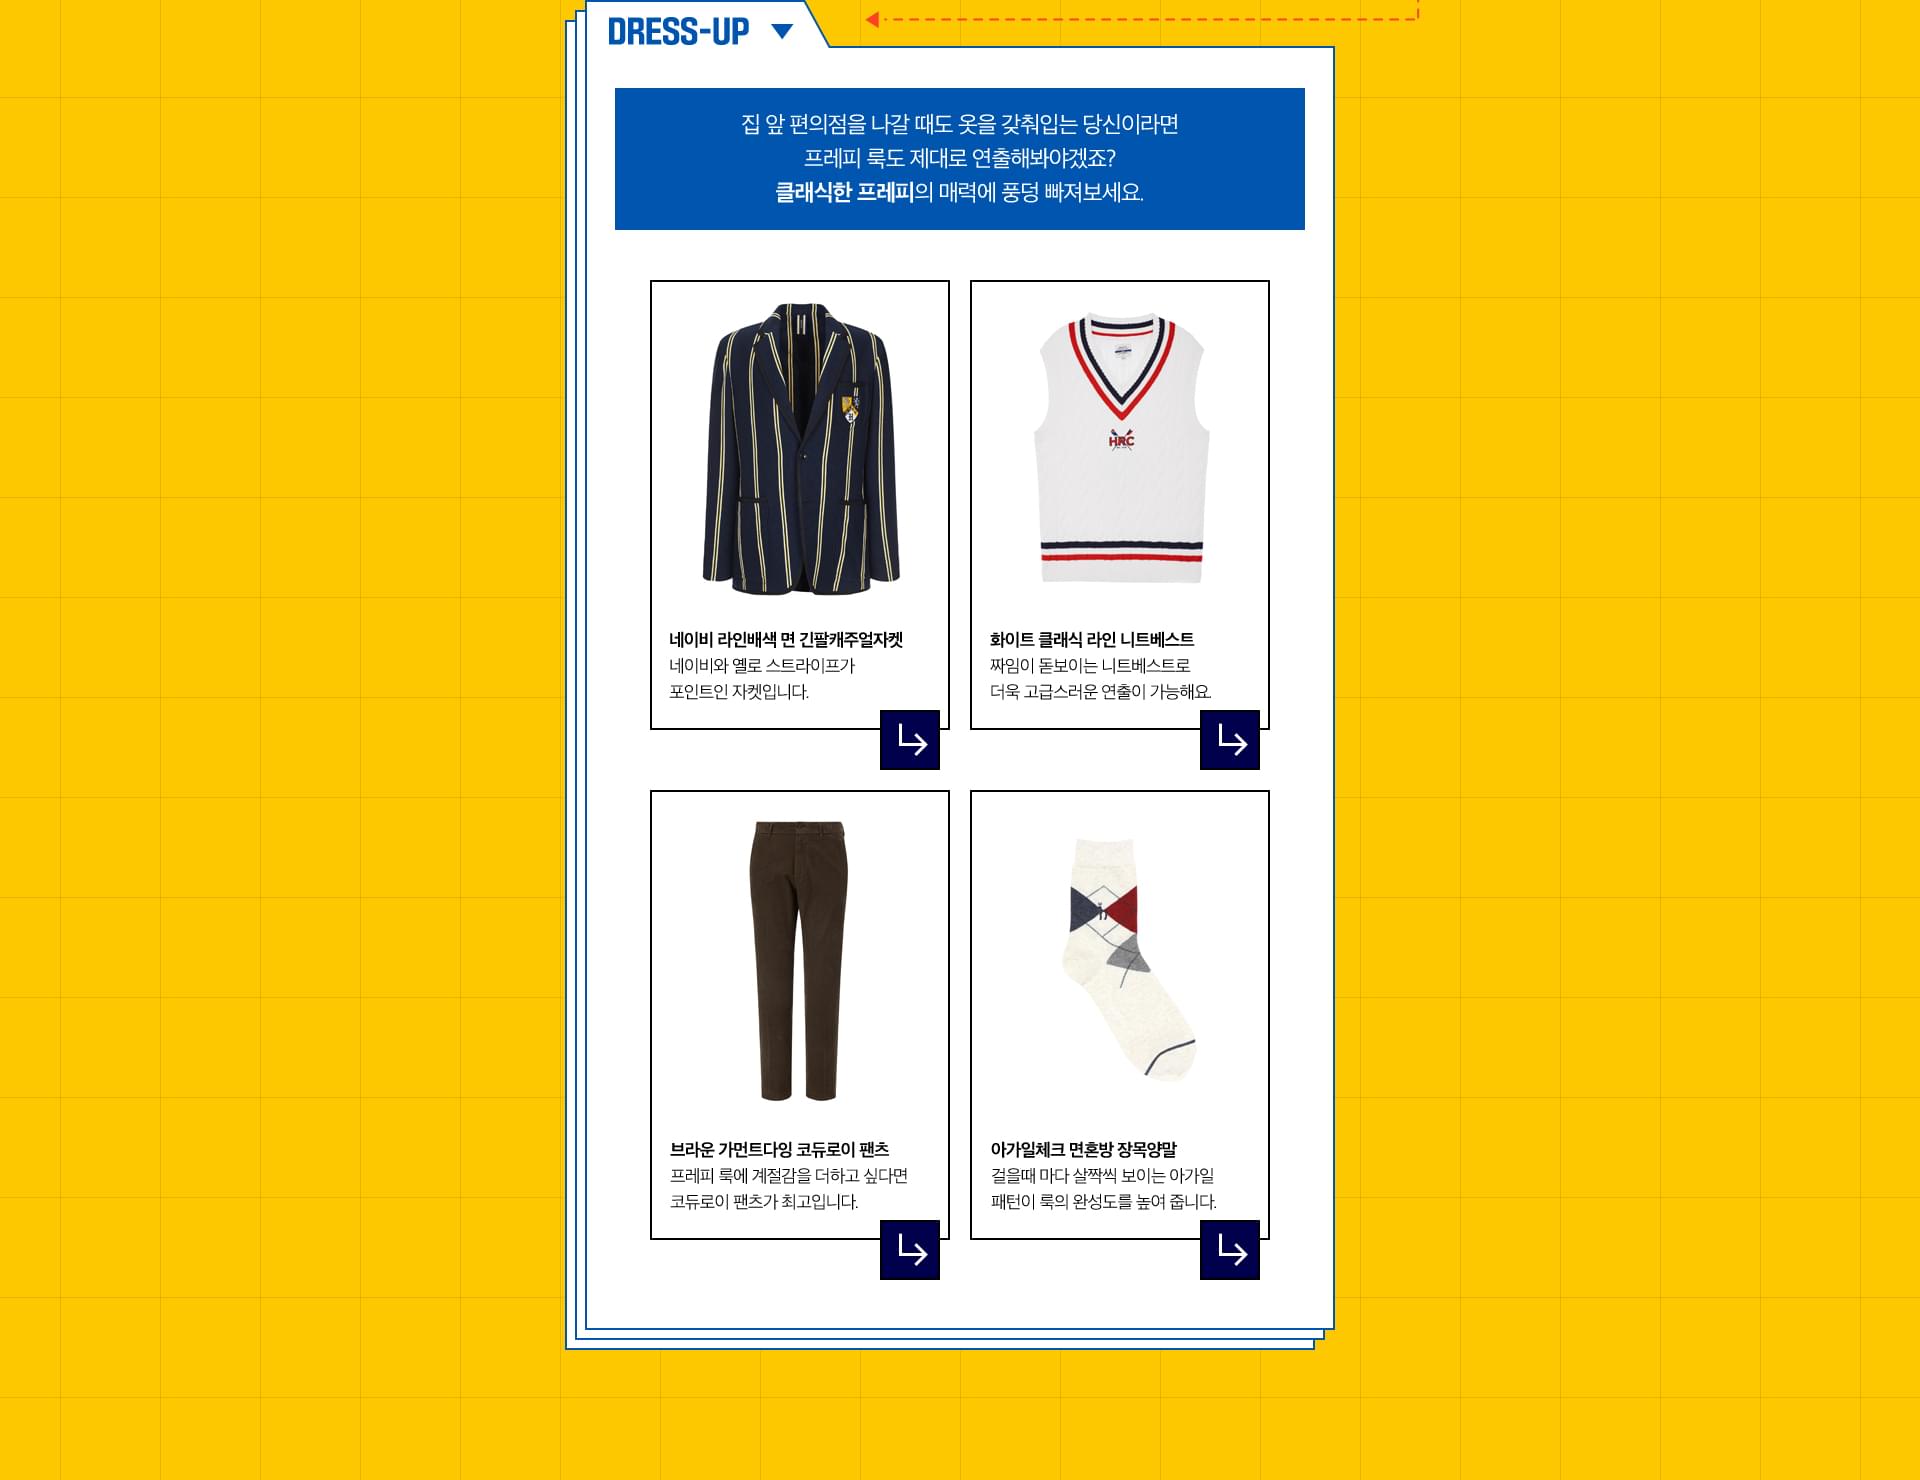 DRESS-UP
집 앞 편의점을 나갈 때도 옷을 갖춰입는 당신이라면
프레피 룩도 제대로 연출해봐야겠죠?
클래식한 프레피의 매력에 풍덩 빠져보세요.
HRC
네이비 라인배색 면 긴팔캐주얼자켓
네이비와 옐로 스트라이프가
포인트인 자켓입니다.
화이트 클래식 라인 니트베스트
짜임이 돋보이는 니트베스트로
더욱 고급스러운 연출이 가능해요.
브라운 가먼트다잉 코듀로이 팬츠
프레피 룩에 계절감을 더하고 싶다면
코듀로이 팬츠가 최고입니다.
아가일체크 면혼방 장목양말
걸을때 마다 살짝씩 보이는 아가일
패턴이 룩의 완성도를 높여 줍니다.